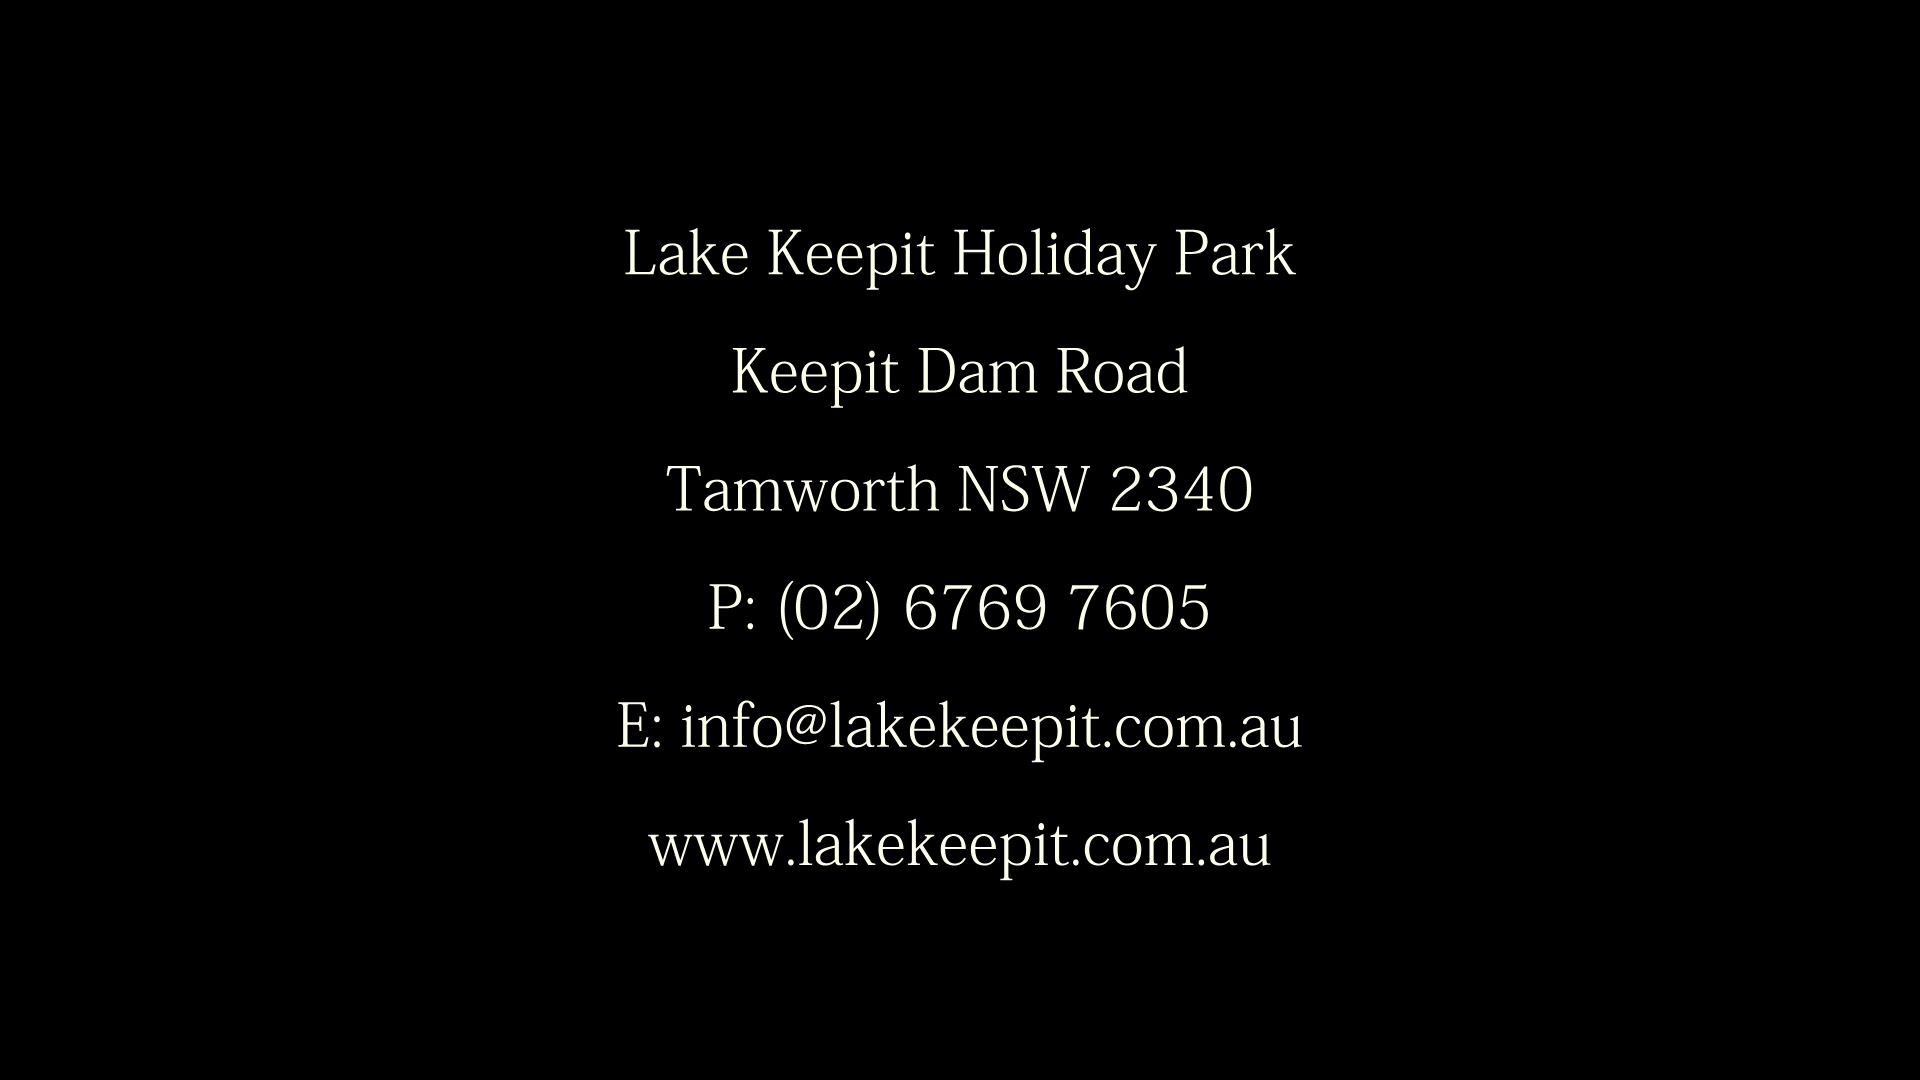 Lake Keepit Holiday Park
Keepit Dam Road
Tamworth NSW 2340
P: (02) 6769 7605
E: info@lakekeepit.com.au
www.lakekeepit.com.au